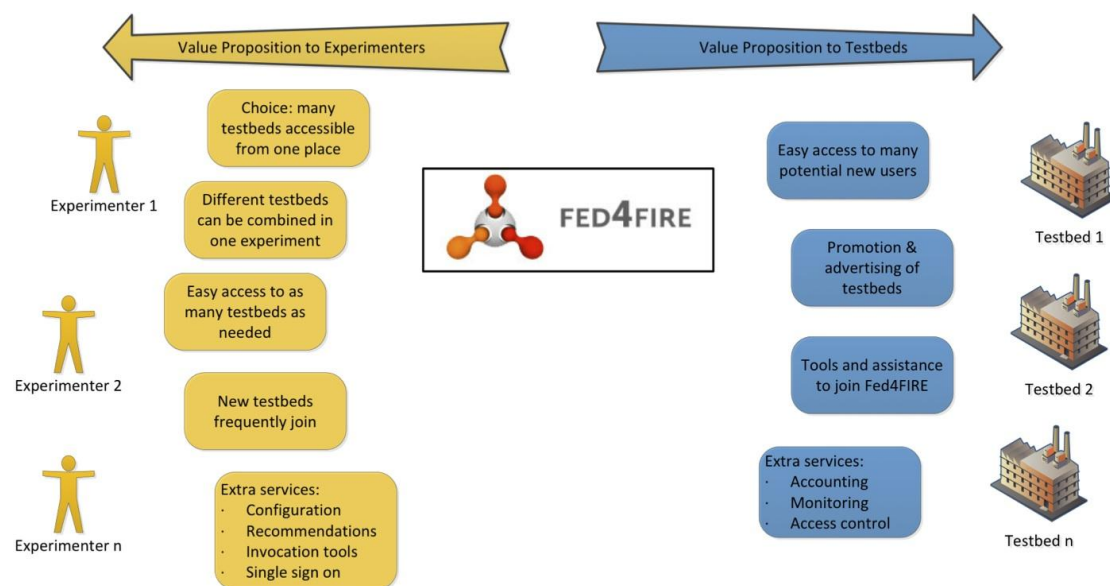 Value Proposition to Experimenters
Value Proposition to Testbeds
Choice: many
testbeds accessible
from one place
Experimenter 1
Different testbeds
can be combined in
one experiment
Easy access to as
many testbeds as
needed
Experimenter 2
New testbeds
frequently join
Extra services:
· Configuration
· Recommendations
· Invocation tools
· Single sign on
Experimenter n
FED4FIRE
Easy access to many
potential new users
Testbed 1
Promotion &
advertising of
testbeds
Tools and assistance
to join Fed4FIRE
Testbed 2
Extra services:
· Accounting
· Monitoring
· Access control
Testbed n